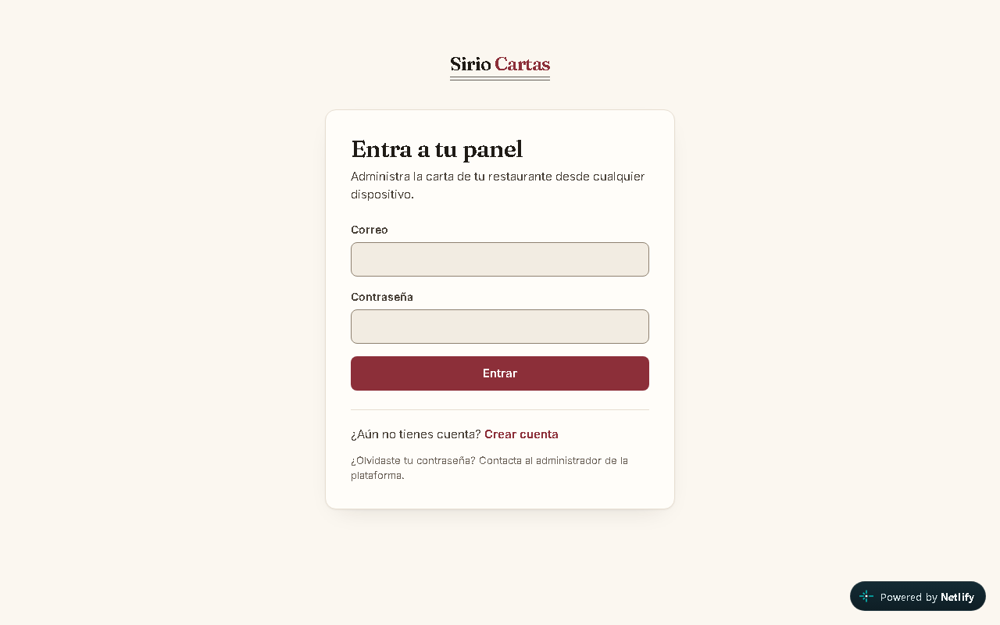 Sirio Cartas
Entra a tu panel
Administra la carta de tu restaurante desde cualquier
dispositivo.
Correo
Contraseña
Entrar
¿Aún no tienes cuenta? Crear cuenta
¿Olvidaste tu contraseña? Contacta al administrador de la
plataforma.
Powered by Netlify